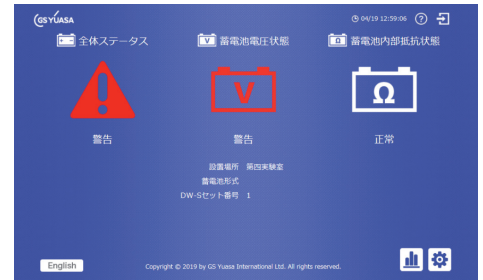 GS YUASA
04/19 12:59:06 ?
全体ステータス
V 蓄電池電圧状態
Ω 蓄電池内部抵抗状態
V
Ω
警告
警告
正常
設置場所 第四実験室
蓄電池形式
DW-Sセット番号 1
English
Copyright © 2019 by GS Yuasa International Ltd. All rights reserved.